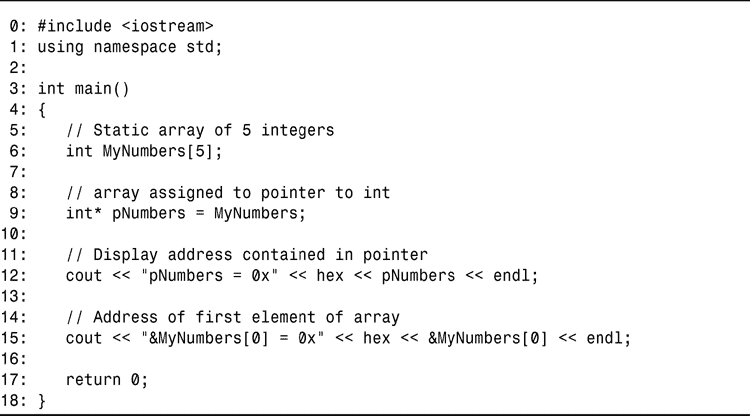 0: #include <iostream>
1: using namespace std;
2:
3: int main()
4: {
5: // Static array of 5 integers
6: int MyNumbers[5];
7:
8: // array assigned to pointer to int
9: int* pNumbers = MyNumbers;
10:
11: // Display address contained in pointer
12: cout << "pNumbers = 0x" << hex << pNumbers << endl;
13:
14: // Address of first element of array
15: cout << "&MyNumbers[0] = 0x" << hex << &MyNumbers[0] << endl;
16:
17: return 0;
18: }